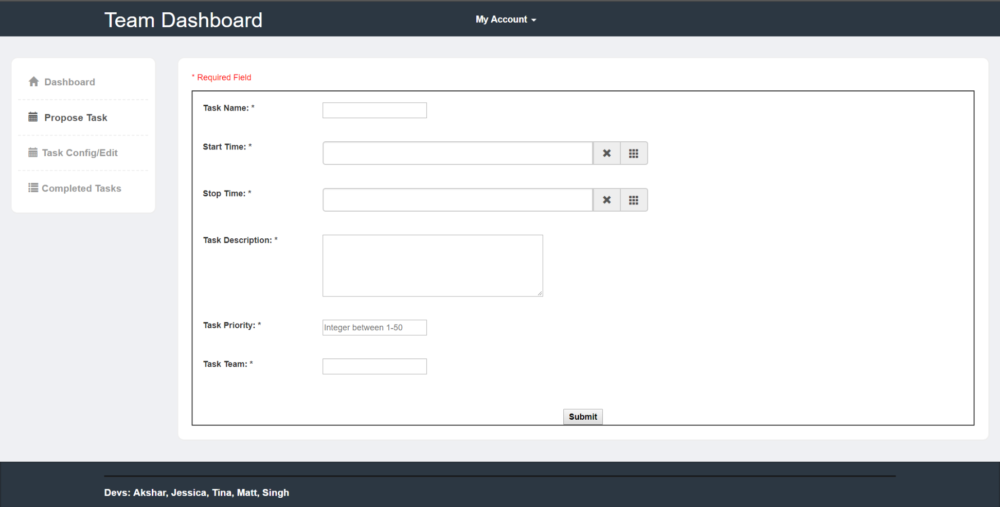 Team Dashboard
My Account
Dashboard
Propose Task
Task Config/Edit
Completed Tasks
* Required Field
Task Name: *
Start Time: *
Stop Time: *
Task Description: *
Task Priority: *
Integer between 1-50
Task Team: *
Submit
Devs: Akshar, Jessica, Tina, Matt, Singh